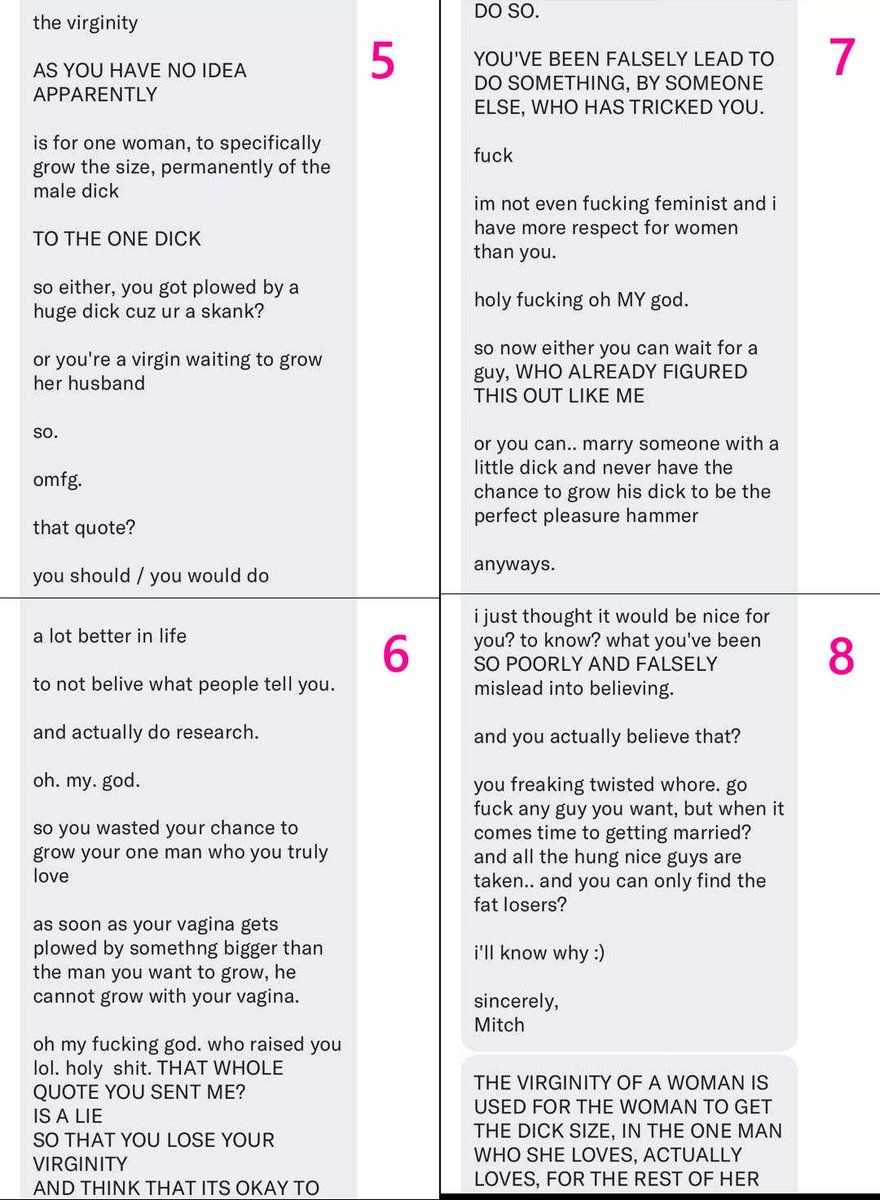 the virginity
AS YOU HAVE NO IDEA
APPARENTLY
is for one woman, to specifically
grow the size, permanently of the
male dick
TO THE ONE DICK
so either, you got plowed by a
huge dick cuz ur a skank?
or you're a virgin waiting to grow
her husband
so.
omfg.
that quote?
you should / you would do
5
a lot better in life
to not belive what people tell you.
and actually do research.
oh. my. god.
so you wasted your chance to
grow your one man who you truly
love
as soon as your vagina gets
plowed by somethng bigger than
the man you want to grow, he
cannot grow with your vagina.
oh my fucking god. who raised you
lol. holy  shit. THAT WHOLE
QUOTE YOU SENT ME?
IS A LIE
SO THAT YOU LOSE YOUR
VIRGINITY
AND THINK THAT ITS OKAY TO
6
DO SO.
YOU'VE BEEN FALSELY LEAD TO
DO SOMETHING, BY SOMEONE
ELSE, WHO HAS TRICKED YOU.
fuck
im not even fucking feminist and i
have more respect for women
than you.
holy fucking oh MY god.
so now either you can wait for a
guy, WHO ALREADY FIGURED
THIS OUT LIKE ME
or you can.. marry someone with a
little dick and never have the
chance to grow his dick to be the
perfect pleasure hammer
anyways.
7
i just thought it would be nice for
you? to know? what you've been
SO POORLY AND FALSELY
mislead into believing.
and you actually believe that?
you freaking twisted whore. go
fuck any guy you want, but when it
comes time to getting married?
and all the hung nice guys are
taken.. and you can only find the
fat losers?
i'll know why :)
sincerely,
Mitch
THE VIRGINITY OF A WOMAN IS
USED FOR THE WOMAN TO GET
THE DICK SIZE, IN THE ONE MAN
WHO SHE LOVES, ACTUALLY
LOVES, FOR THE REST OF HER
8